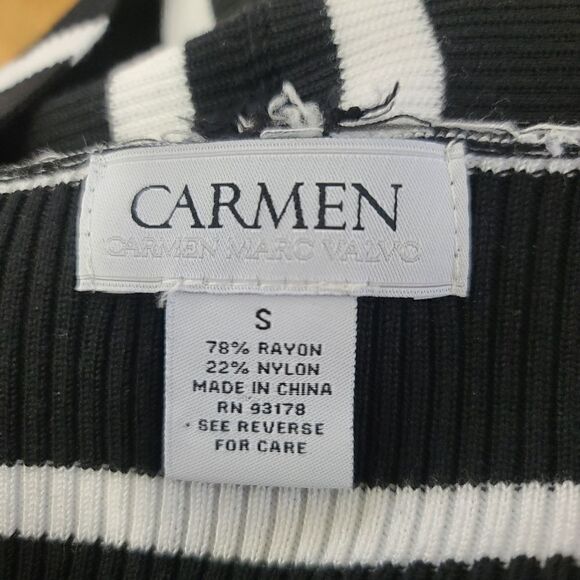 CARMEN
CARMEN MARC VALVO
S
78% RAYON
22% NYLON
MADE IN CHINA
RN 93178
· SEE REVERSE
FOR CARE